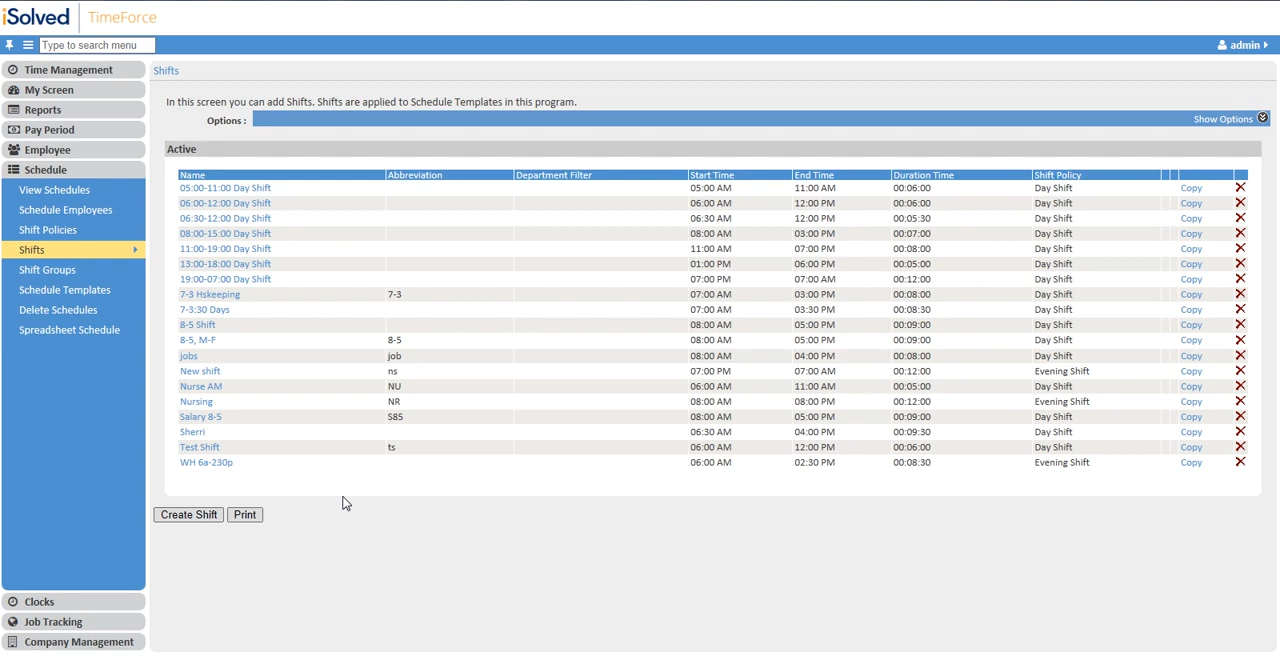 iSolved TimeForce
Type to search menu admin
Time Management
My Screen
Reports
Pay Period
Employee
Schedule
View Schedules
Schedule Employees
Shift Policies
Shifts
Shift Groups
Schedule Templates
Delete Schedules
Spreadsheet Schedule
Clocks
Job Tracking
Company Management
Shifts
In this screen you can add Shifts. Shifts are applied to Schedule Templates in this program.
Options : Show Options
Active
Name Abbreviation Department Filter Start Time End Time Duration Time Shift Policy
05:00-11:00 Day Shift 05:00 AM 11:00 AM 00:06:00 Day Shift Copy
06:00-12:00 Day Shift 06:00 AM 12:00 PM 00:06:00 Day Shift Copy
06:30-12:00 Day Shift 06:30 AM 12:00 PM 00:05:30 Day Shift Copy
08:00-15:00 Day Shift 08:00 AM 03:00 PM 00:07:00 Day Shift Copy
11:00-19:00 Day Shift 11:00 AM 07:00 PM 00:08:00 Day Shift Copy
13:00-18:00 Day Shift 01:00 PM 06:00 PM 00:05:00 Day Shift Copy
19:00-07:00 Day Shift 07:00 PM 07:00 AM 00:12:00 Day Shift Copy
7-3 Hskeeping 7-3 07:00 AM 03:00 PM 00:08:00 Day Shift Copy
7-3:30 Days 07:00 AM 03:30 PM 00:08:30 Day Shift Copy
8-5 Shift 08:00 AM 05:00 PM 00:09:00 Day Shift Copy
8-5, M-F 8-5 08:00 AM 05:00 PM 00:09:00 Day Shift Copy
jobs job 08:00 AM 04:00 PM 00:08:00 Day Shift Copy
New shift ns 07:00 PM 07:00 AM 00:12:00 Evening Shift Copy
Nurse AM NU 06:00 AM 11:00 AM 00:05:00 Day Shift Copy
Nursing NR 08:00 AM 08:00 PM 00:12:00 Evening Shift Copy
Salary 8-5 S85 08:00 AM 05:00 PM 00:09:00 Day Shift Copy
Sherri 06:30 AM 04:00 PM 00:09:30 Day Shift Copy
Test Shift ts 06:00 AM 12:00 PM 00:06:00 Day Shift Copy
WH 6a-230p 06:00 AM 02:30 PM 00:08:30 Evening Shift Copy
Create Shift Print